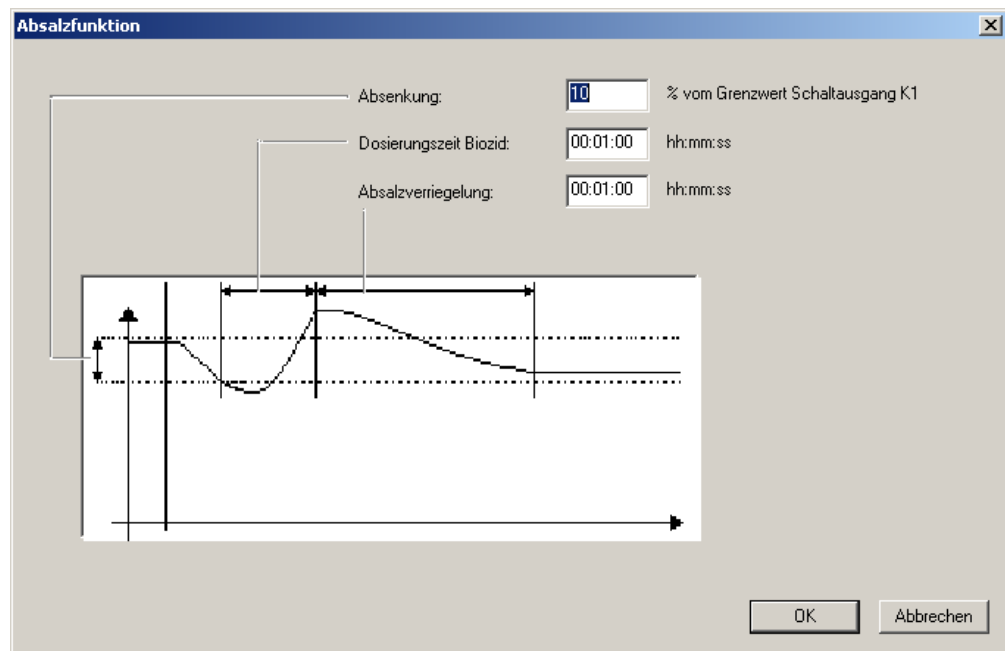 Absalzfunktion
Absenkung: 10 % vom Grenzwert Schaltausgang K1
Dosierungszeit Biozid: 00:01:00 hh:mm:ss
Absalzverriegelung: 00:01:00 hh:mm:ss
OK Abbrechen